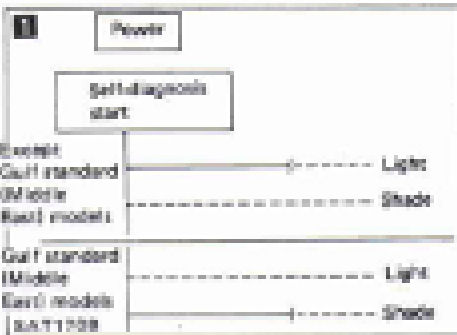 1
Power
Self-diagnosis
start
Except
Gulf standard
(Middle
East) models
Light
Shade
Gulf standard
(Middle
East) models
Light
Shade